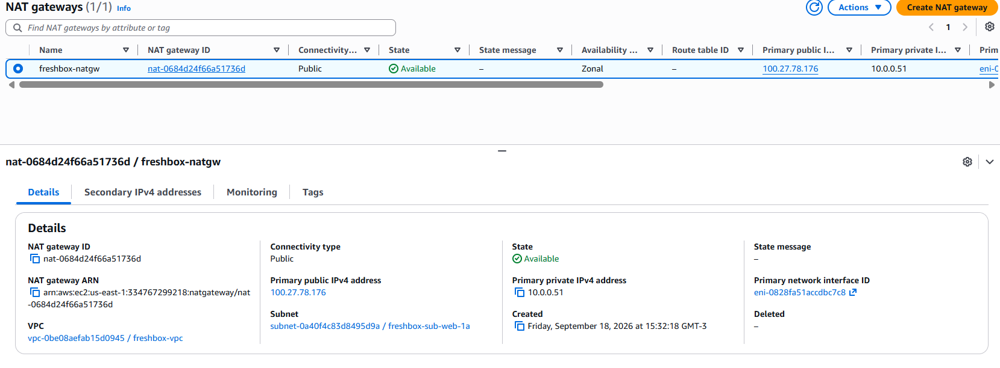 NAT gateways (1/1) Info
Actions
Create NAT gateway
Find NAT gateways by attribute or tag
1
Name NAT gateway ID Connectivity... State State message Availability ... Route table ID Primary public I... Primary private I... Prim
freshbox-natgw nat-0684d24f66a51736d Public Available – Zonal – 100.27.78.176 10.0.0.51 eni-0
nat-0684d24f66a51736d / freshbox-natgw
Details Secondary IPv4 addresses Monitoring Tags
Details
NAT gateway ID
nat-0684d24f66a51736d
NAT gateway ARN
arn:aws:ec2:us-east-1:334767299218:natgateway/nat
-0684d24f66a51736d
VPC
vpc-0be08aefab15d0945 / freshbox-vpc
Connectivity type
Public
Primary public IPv4 address
100.27.78.176
Subnet
subnet-0a40f4c83d8495d9a / freshbox-sub-web-1a
State
Available
Primary private IPv4 address
10.0.0.51
Created
Friday, September 18, 2026 at 15:32:18 GMT-3
State message
–
Primary network interface ID
eni-0828fa51accdbc7c8
Deleted
–